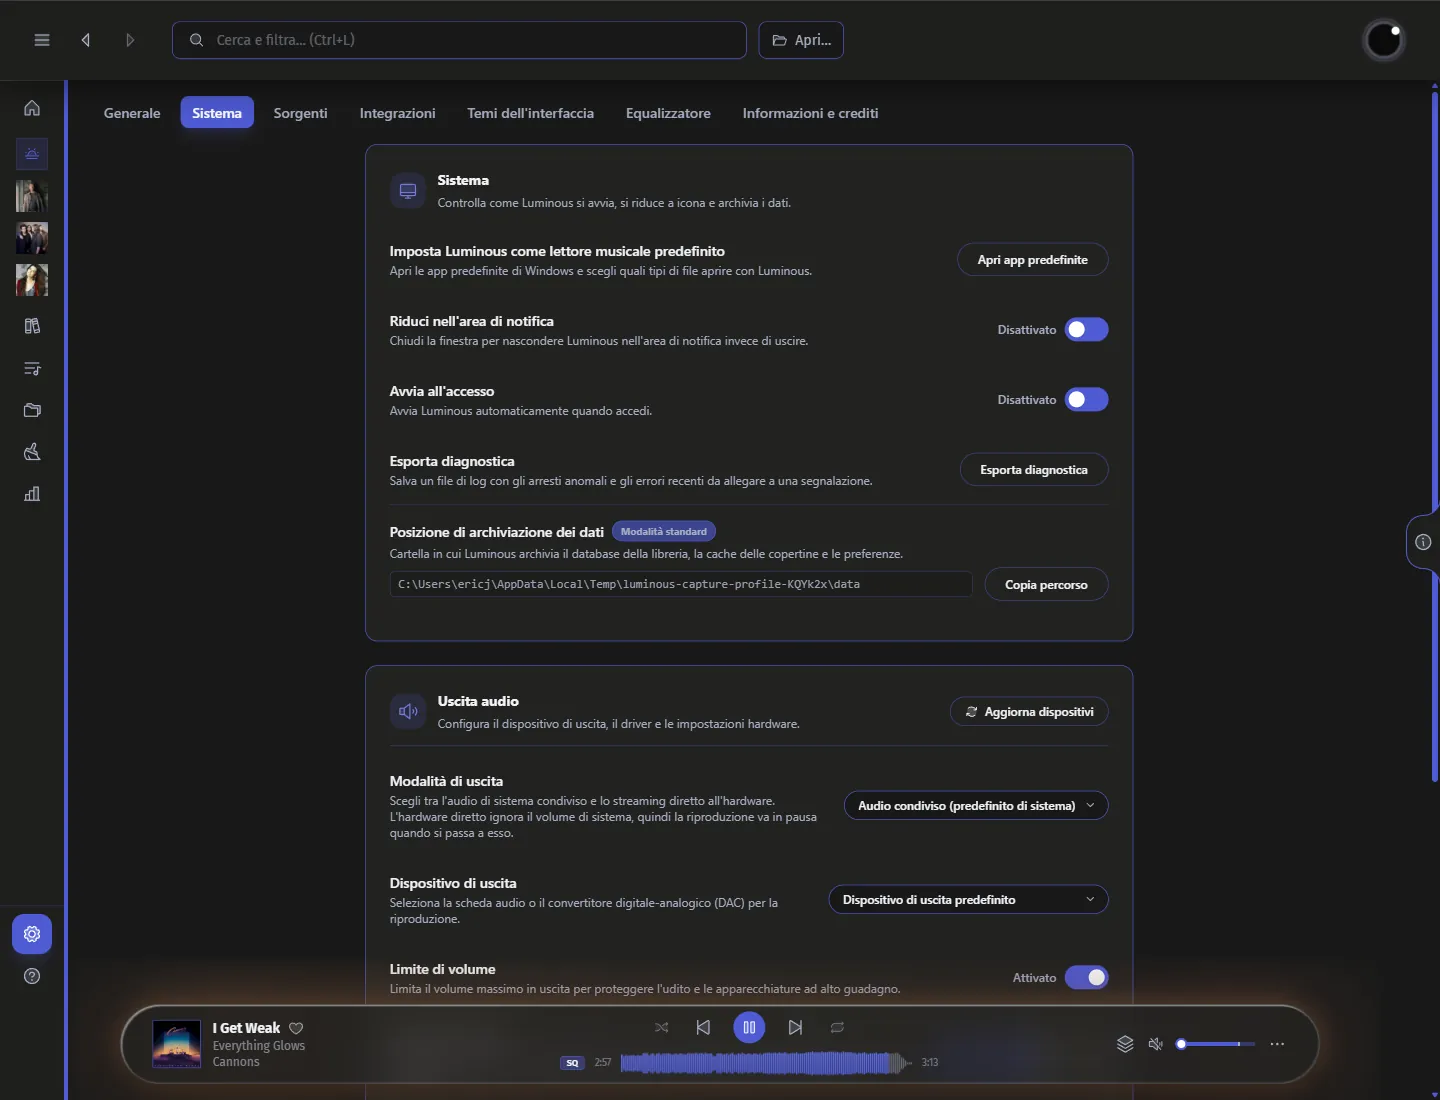 Cerca e filtra... (Ctrl+L)
Apri...
Generale
Sistema
Sorgenti
Integrazioni
Temi dell'interfaccia
Equalizzatore
Informazioni e crediti
Sistema
Controlla come Luminous si avvia, si riduce a icona e archivia i dati.
Imposta Luminous come lettore musicale predefinito
Apri le app predefinite di Windows e scegli quali tipi di file aprire con Luminous.
Apri app predefinite
Riduci nell'area di notifica
Chiudi la finestra per nascondere Luminous nell'area di notifica invece di uscire.
Disattivato
Avvia all'accesso
Avvia Luminous automaticamente quando accedi.
Disattivato
Esporta diagnostica
Salva un file di log con gli arresti anomali e gli errori recenti da allegare a una segnalazione.
Esporta diagnostica
Posizione di archiviazione dei dati
Modalità standard
Cartella in cui Luminous archivia il database della libreria, la cache delle copertine e le preferenze.
C:\Users\ericj\AppData\Local\Temp\luminous-capture-profile-KQYk2x\data
Copia percorso
Uscita audio
Configura il dispositivo di uscita, il driver e le impostazioni hardware.
Aggiorna dispositivi
Modalità di uscita
Scegli tra l'audio di sistema condiviso e lo streaming diretto all'hardware.
L'hardware diretto ignora il volume di sistema, quindi la riproduzione va in pausa
quando si passa a esso.
Audio condiviso (predefinito di sistema)
Dispositivo di uscita
Seleziona la scheda audio o il convertitore digitale-analogico (DAC) per la
riproduzione.
Dispositivo di uscita predefinito
Limite di volume
Limita il volume massimo in uscita per proteggere l'udito e le apparecchiature ad alto guadagno.
Attivato
I Get Weak
Everything Glows
Cannons
SQ
2:57
3:13